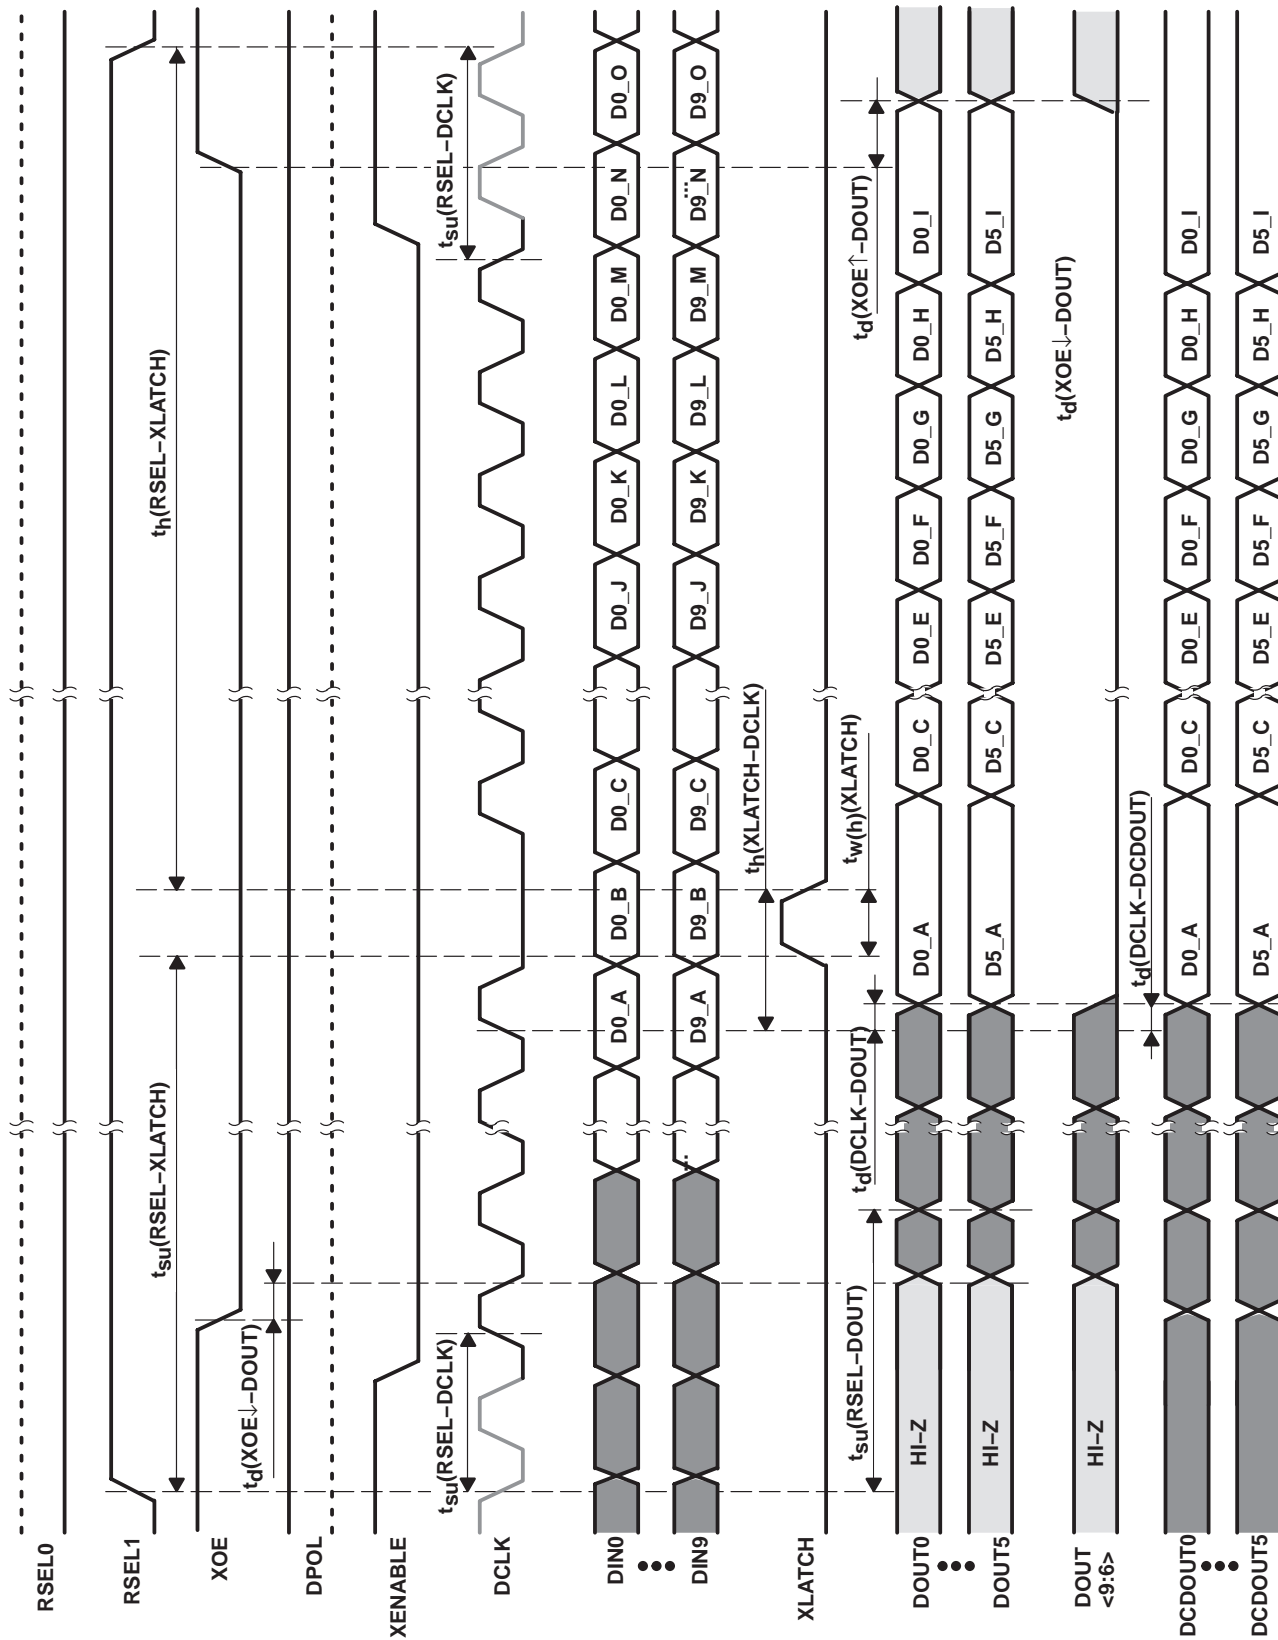 RSEL0
RSEL1
tsu(RSEL–XLATCH)
th(RSEL–XLATCH)
XOE
td(XOE↓–DOUT)
DPOL
XENABLE
tsu(RSEL–DCLK)
tsu(RSEL–DCLK)
DCLK
DIN0
D0_A
D0_B
D0_C
D0_J
D0_K
D0_L
D0_M
D0_N
D0_O
DIN9
D9_A
D9_B
D9_C
D9_J
D9_K
D9_L
D9_M
D9_N
D9_O
th(XLATCH–DCLK)
XLATCH
tw(h)(XLATCH)
tsu(RSEL–DOUT)
td(DCLK–DOUT)
td(XOE↑–DOUT)
DOUT0
HI–Z
D0_A
D0_C
D0_E
D0_F
D0_G
D0_H
D0_I
DOUT5
HI–Z
D5_A
D5_C
D5_E
D5_F
D5_G
D5_H
D5_I
td(XOE↓–DOUT)
DOUT
<9:6>
HI–Z
td(DCLK–DCDOUT)
DCDOUT0
D0_A
D0_C
D0_E
D0_F
D0_G
D0_H
D0_I
DCDOUT5
D5_A
D5_C
D5_E
D5_F
D5_G
D5_H
D5_I